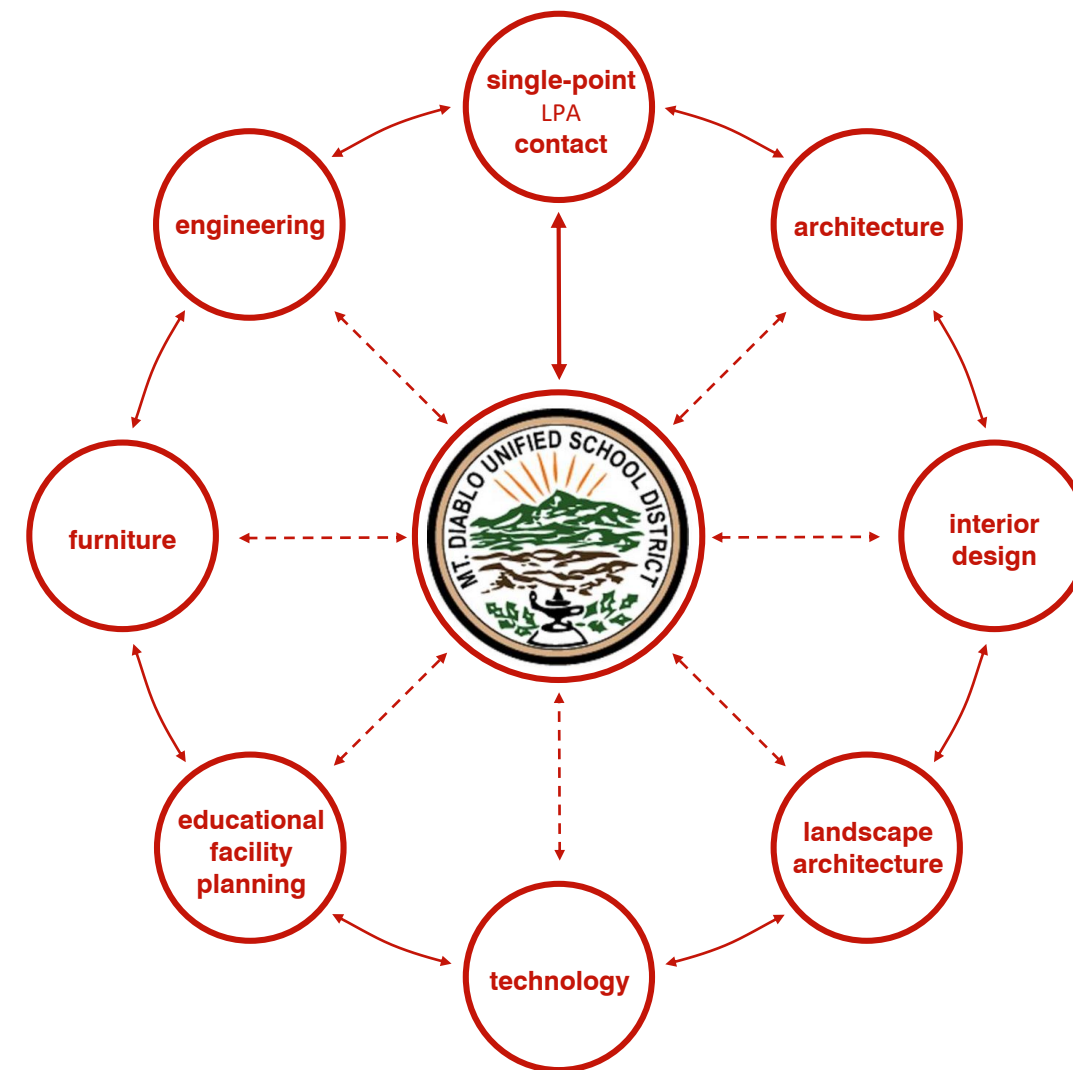 single-point
LPA
contact
engineering
architecture
MT. DIABLO UNIFIED SCHOOL DISTRICT
furniture
interior
design
educational
facility
planning
landscape
architecture
technology